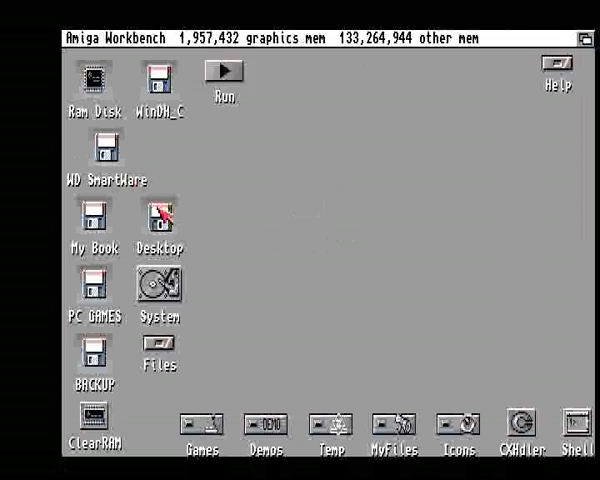 Amiga Workbench 1,957,432 graphics mem 133,264,944 other mem
Ram Disk WinDH_C Run Help
WD SmartWare
My Book Desktop
PC GAMES System
Files
BACKUP
ClearRAM Games Demos Temp MyFiles Icons CXHdler Shell
DEMO